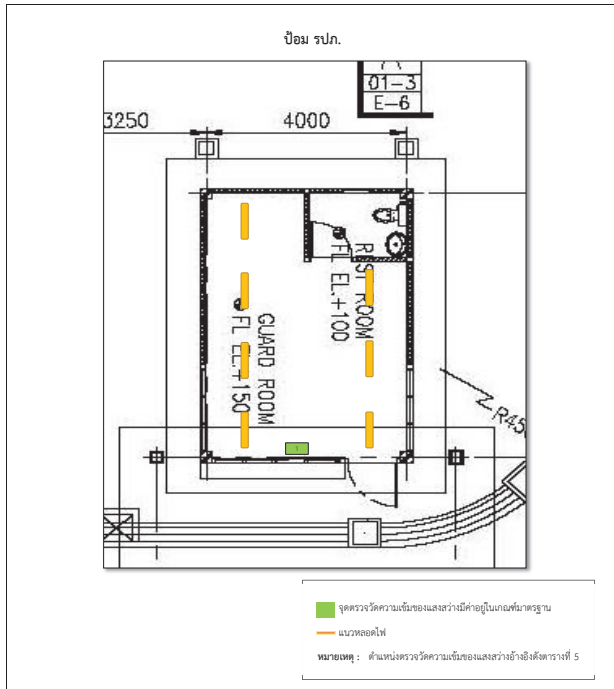 ป้อม รปภ.
01-3
E-6
3250
4000
REST ROOM
FL EL.+100
GUARD ROOM
FL EL.+150
1
จุดตรวจวัดความเข้มของแสงสว่างมีค่าอยู่ในเกณฑ์มาตรฐาน
แนวหลอดไฟ
หมายเหตุ : ตำแหน่งตรวจวัดความเข้มของแสงสว่างอ้างอิงดังตารางที่ 5